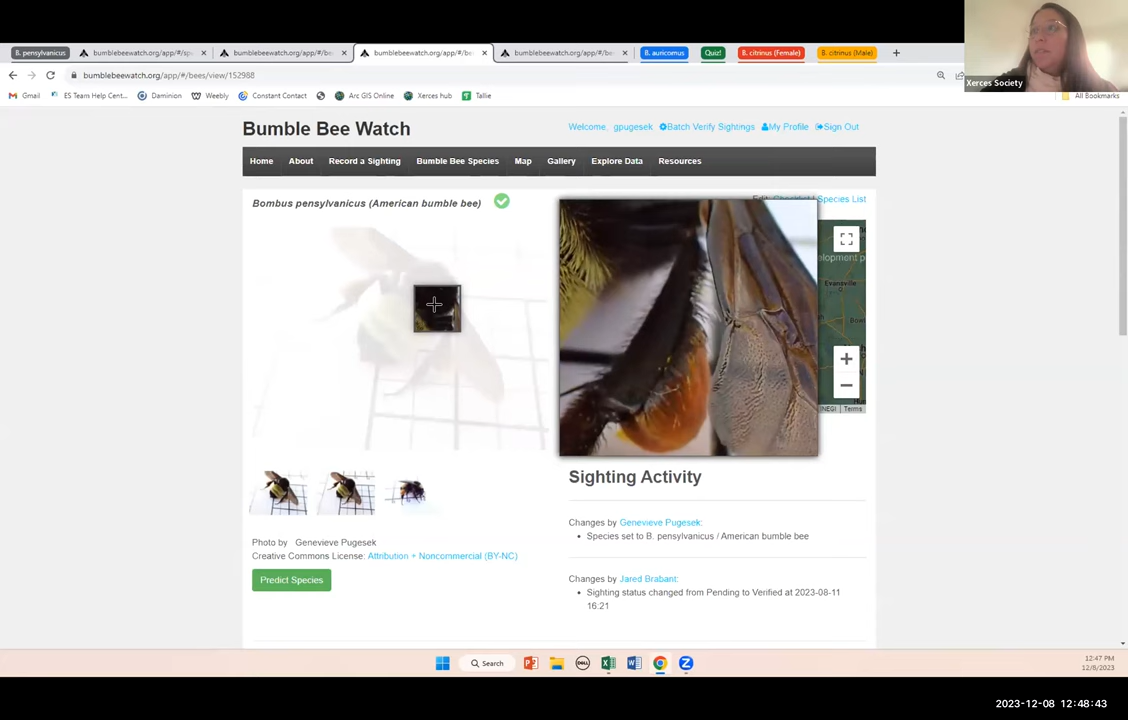 B. pensylvanicus
bumblebeewatch.org/app/#/sp
bumblebeewatch.org/app/#/be
bumblebeewatch.org/app/#/be
bumblebeewatch.org/app/#/be
B. auricomus
Quiz!
B. citrinus (Female)
B. citrinus (Male)
bumblebeewatch.org/app/#/bees/view/152988
Xerces Society
Gmail
ES Team Help Cent...
Daminion
Weebly
Constant Contact
Arc GIS Online
Xerces hub
Tallie
All Bookmarks
Bumble Bee Watch
Welcome, gpugesek Batch Verify Sightings My Profile Sign Out
Home About Record a Sighting Bumble Bee Species Map Gallery Explore Data Resources
Bombus pensylvanicus (American bumble bee)
Species List
Evansville
INEGI Terms
Sighting Activity
Changes by Genevieve Pugesek:
Species set to B. pensylvanicus / American bumble bee
Photo by Genevieve Pugesek
Creative Commons License: Attribution + Noncommercial (BY-NC)
Predict Species
Changes by Jared Brabant:
Sighting status changed from Pending to Verified at 2023-08-11
16:21
Search
12:47 PM
12/8/2023
2023-12-08 12:48:43